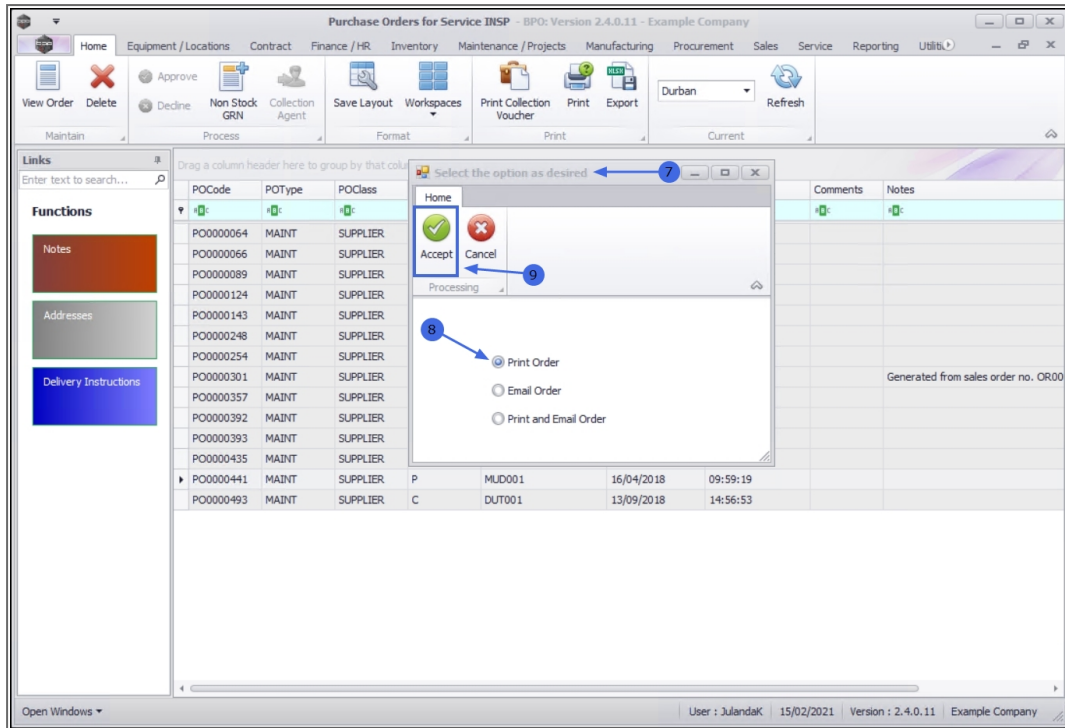 Purchase Orders for Service INSP - BPO: Version 2.4.0.11 - Example Company
Home Equipment / Locations Contract Finance / HR Inventory Maintenance / Projects Manufacturing Procurement Sales Service Reporting Utiliti
View Order Delete Approve Decline Non Stock GRN Collection Agent Save Layout Workspaces Print Collection Voucher Print Export Durban Refresh
Maintain Process Format Print Current
Links
Enter text to search...
Functions
Notes
Addresses
Delivery Instructions
Drag a column header here to group by that colu
POCode POType POClass Comments Notes
PO0000064 MAINT SUPPLIER
PO0000066 MAINT SUPPLIER
PO0000089 MAINT SUPPLIER
PO0000124 MAINT SUPPLIER
PO0000143 MAINT SUPPLIER
PO0000248 MAINT SUPPLIER
PO0000254 MAINT SUPPLIER
PO0000301 MAINT SUPPLIER Generated from sales order no. OR00
PO0000357 MAINT SUPPLIER
PO0000392 MAINT SUPPLIER
PO0000393 MAINT SUPPLIER
PO0000435 MAINT SUPPLIER
PO0000441 MAINT SUPPLIER P MUD001 16/04/2018 09:59:19
PO0000493 MAINT SUPPLIER C DUT001 13/09/2018 14:56:53
Select the option as desired 7
Home
Accept Cancel
9
Processing
8
Print Order
Email Order
Print and Email Order
Open Windows User : JulandaK 15/02/2021 Version : 2.4.0.11 Example Company